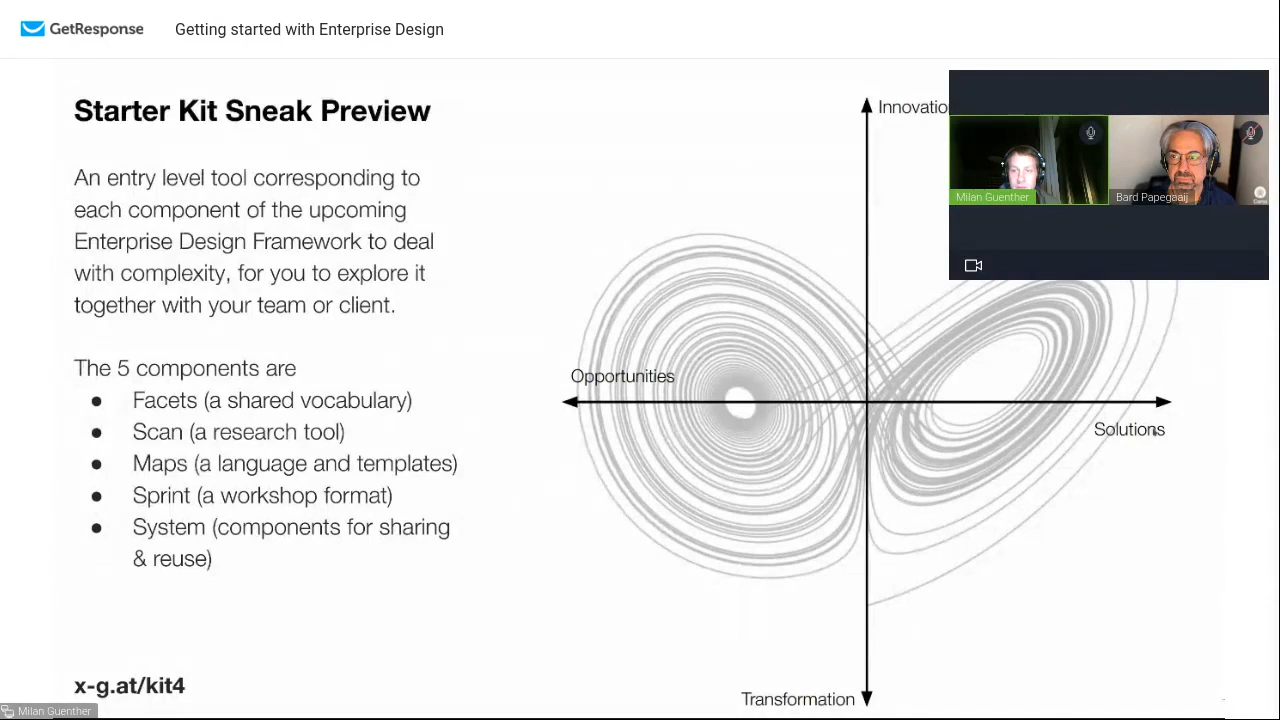 GetResponse
Getting started with Enterprise Design
Starter Kit Sneak Preview
An entry level tool corresponding to
each component of the upcoming
Enterprise Design Framework to deal
with complexity, for you to explore it
together with your team or client.
The 5 components are
● Facets (a shared vocabulary)
● Scan (a research tool)
● Maps (a language and templates)
● Sprint (a workshop format)
● System (components for sharing
& reuse)
x-g.at/kit4
Innovatio
Opportunities
Solutions
Transformation
Milan Guenther
Bard Papegaaij
Milan Guenther